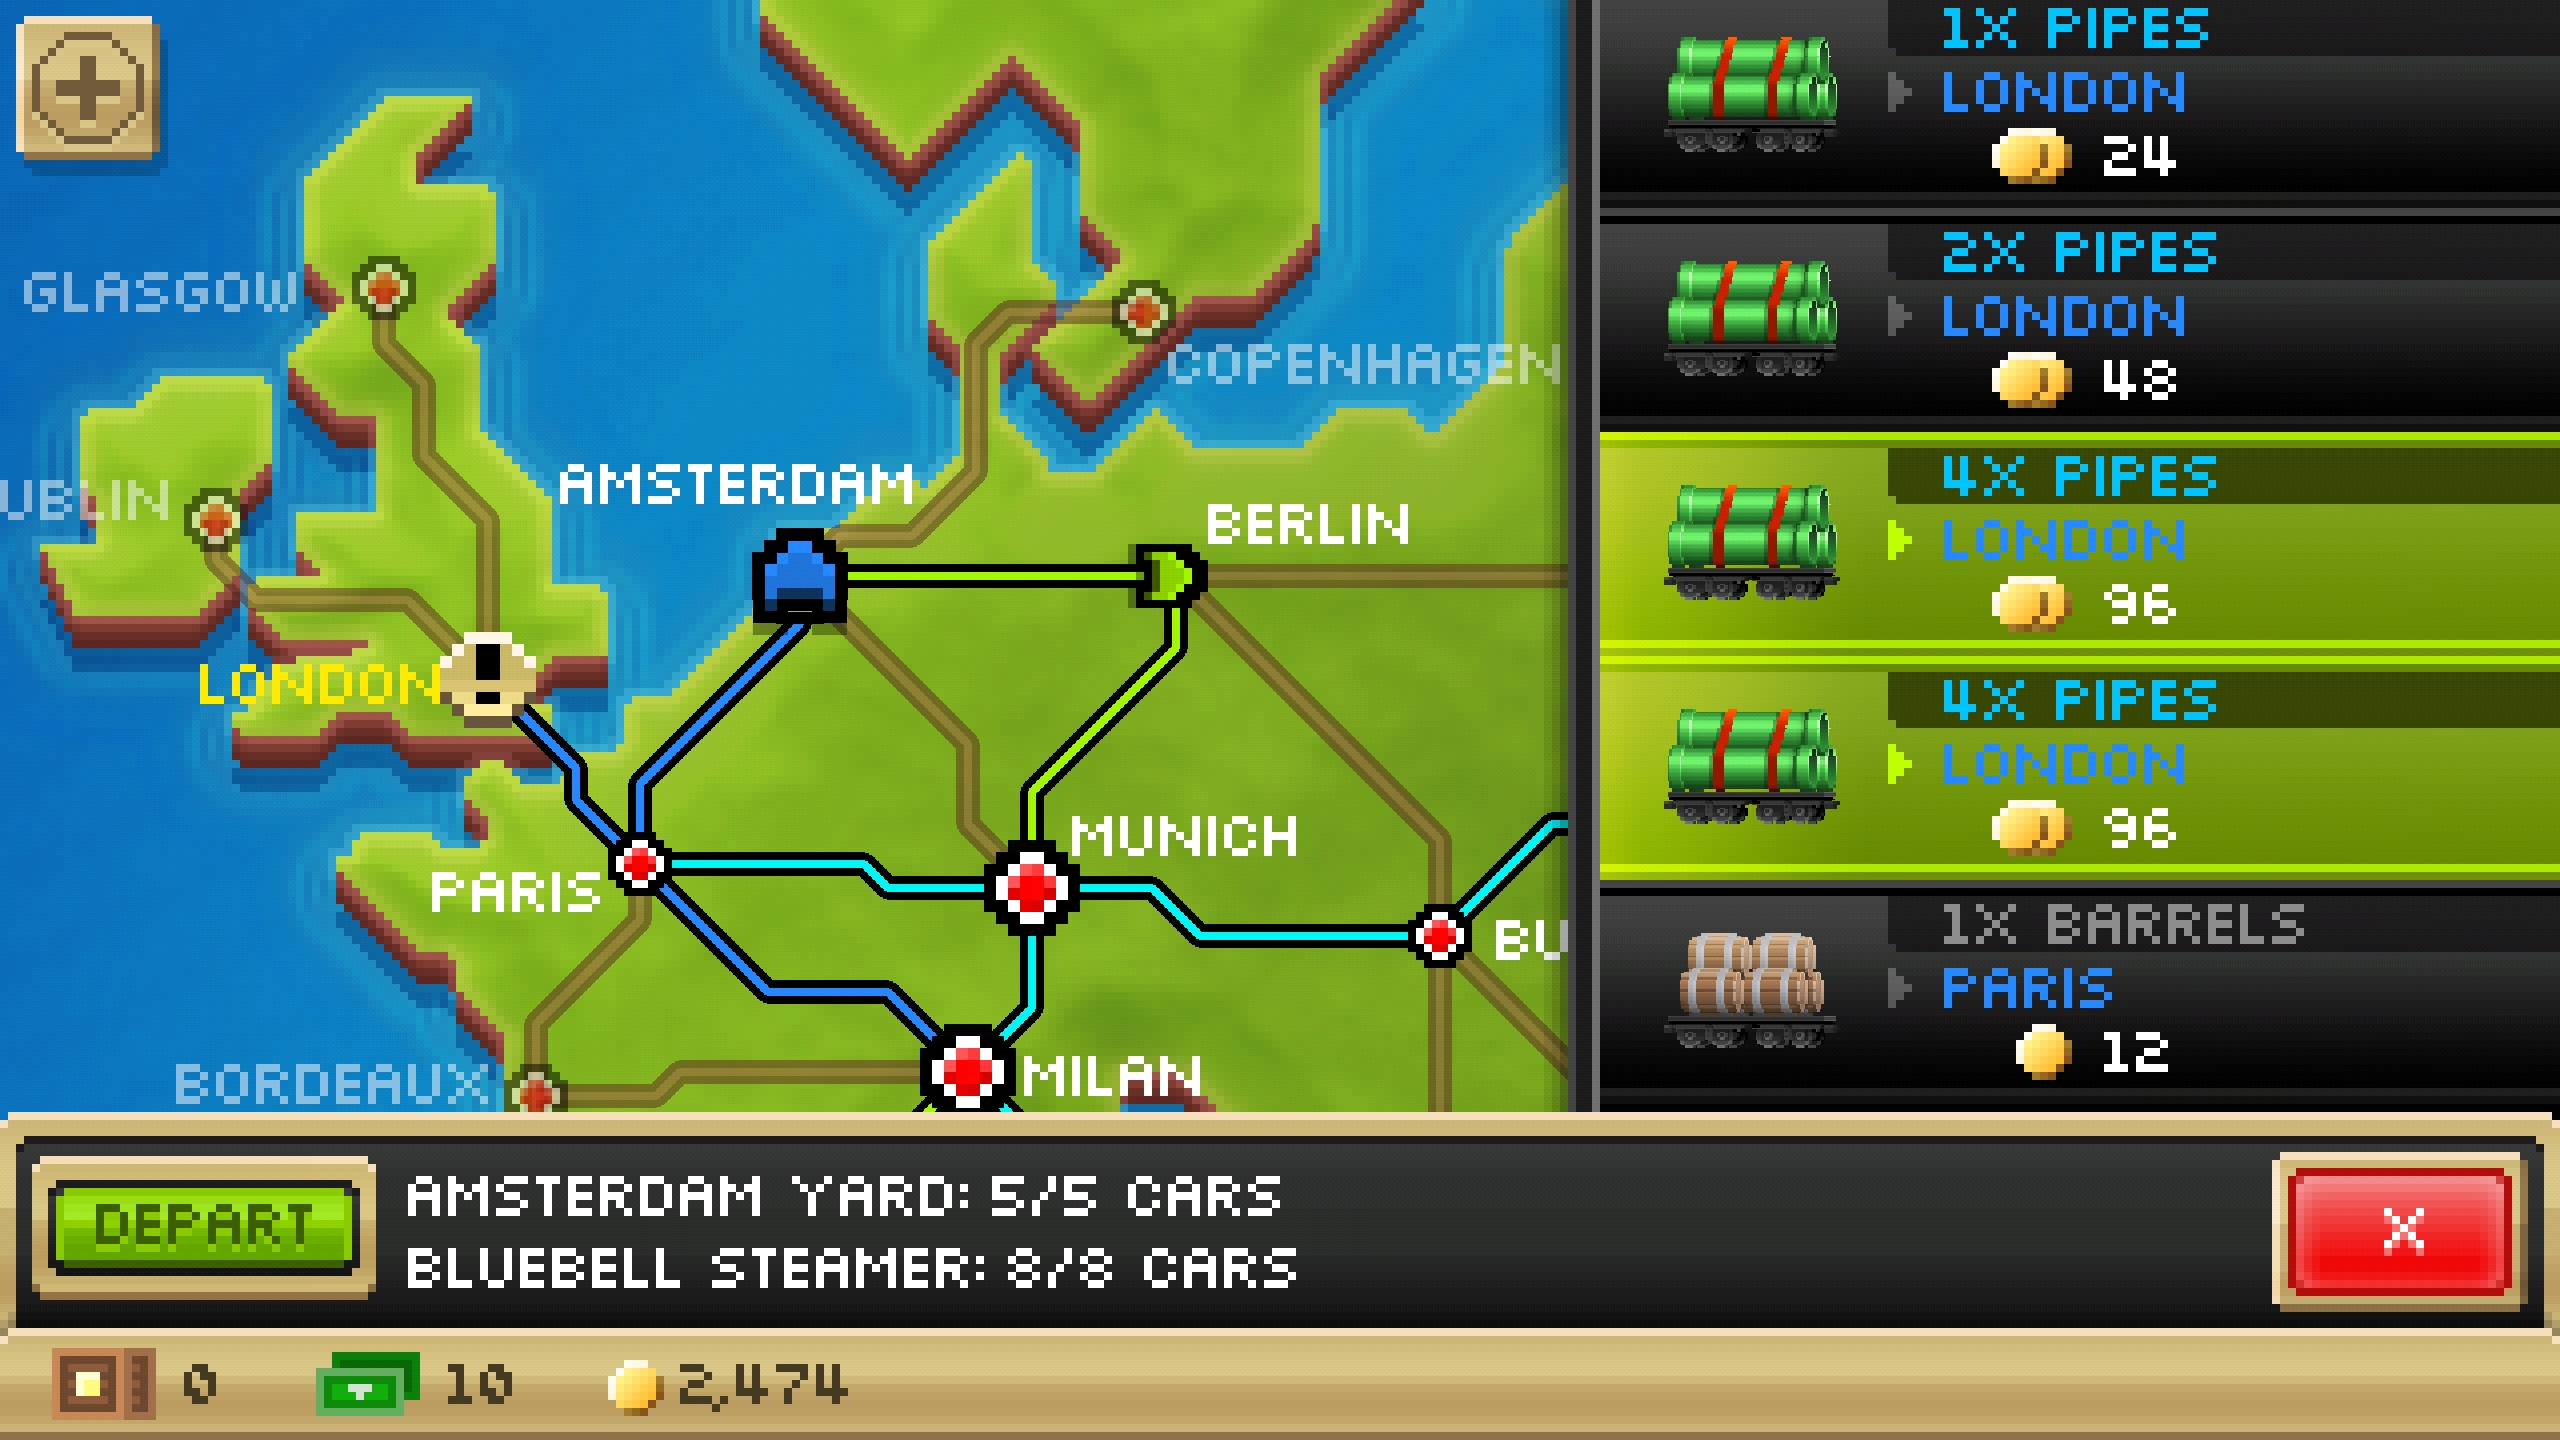 GLASGOW
COPENHAGEN
AMSTERDAM
UBLIN
BERLIN
LONDON
MUNICH
PARIS
BU
BORDEAUX
MILAN
1X PIPES
LONDON
24
2X PIPES
LONDON
48
4X PIPES
LONDON
96
4X PIPES
LONDON
96
1X BARRELS
PARIS
12
DEPART
AMSTERDAM YARD: 5/5 CARS
BLUEBELL STEAMER: 8/8 CARS
X
0 10 2,474